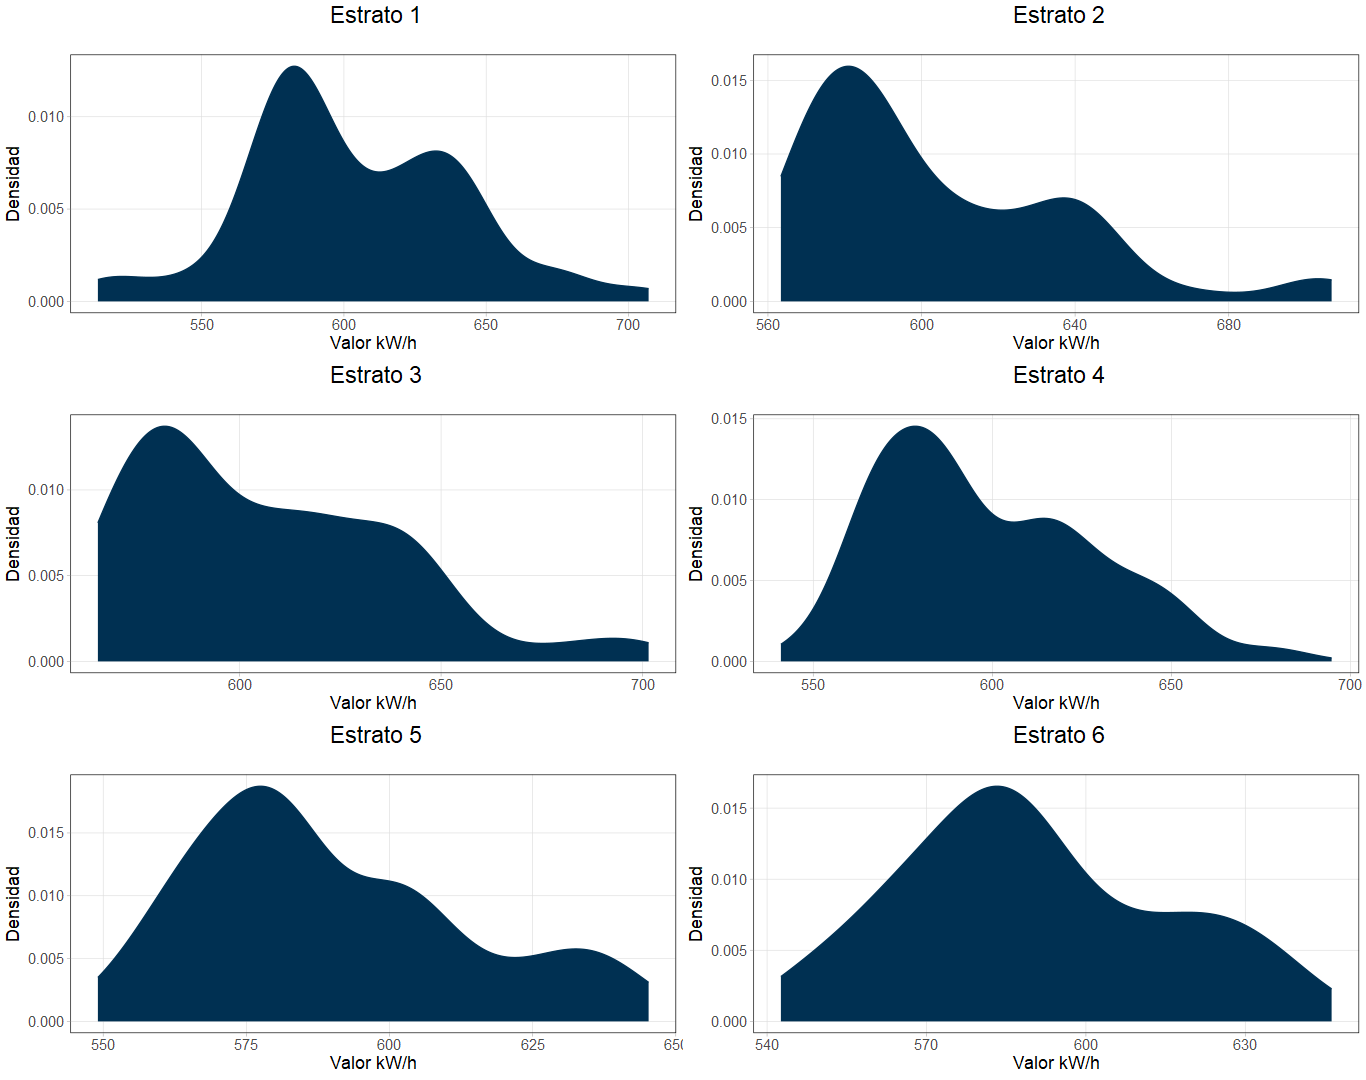 Estrato 1
Densidad
0.010
0.005
0.000
550 600 650 700
Valor kW/h
Estrato 2
Densidad
0.015
0.010
0.005
0.000
560 600 640 680
Valor kW/h
Estrato 3
Densidad
0.010
0.005
0.000
600 650 700
Valor kW/h
Estrato 4
Densidad
0.015
0.010
0.005
0.000
550 600 650 700
Valor kW/h
Estrato 5
Densidad
0.015
0.010
0.005
0.000
550 575 600 625 650
Valor kW/h
Estrato 6
Densidad
0.015
0.010
0.005
0.000
540 570 600 630
Valor kW/h